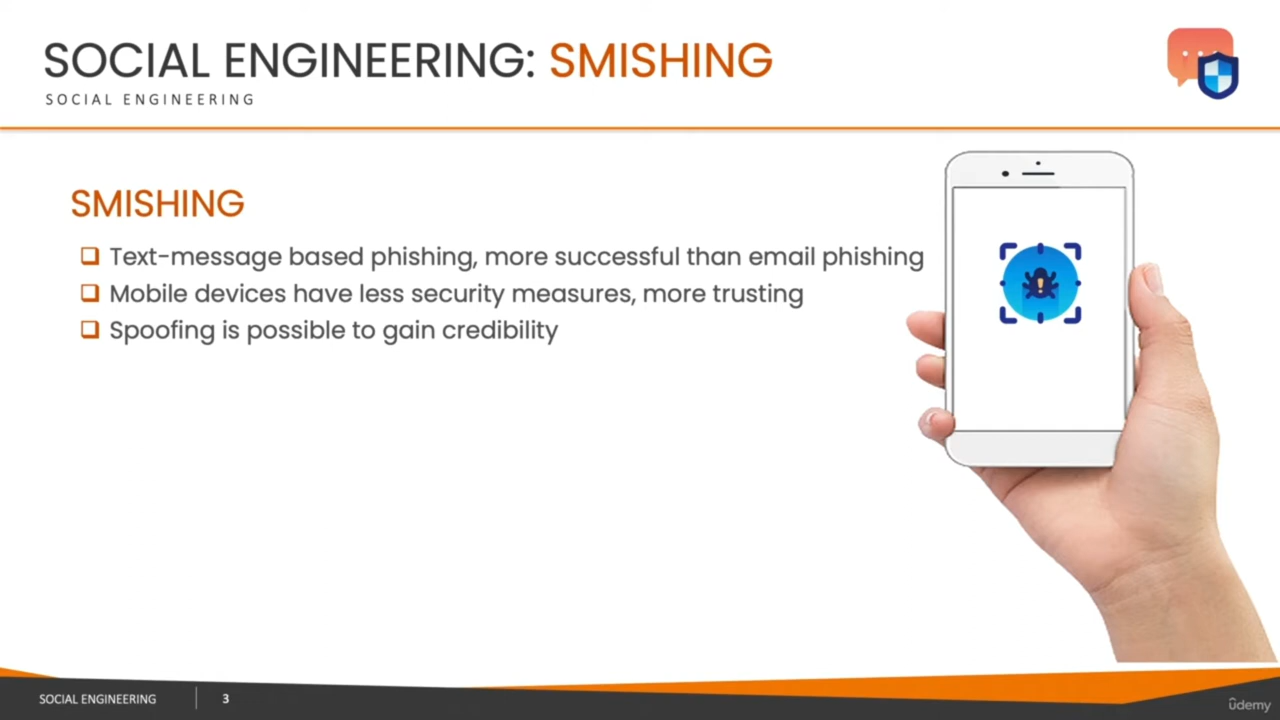 SOCIAL ENGINEERING: SMISHING
SOCIAL ENGINEERING
SMISHING
Text-message based phishing, more successful than email phishing
Mobile devices have less security measures, more trusting
Spoofing is possible to gain credibility
SOCIAL ENGINEERING
3
ûdemy